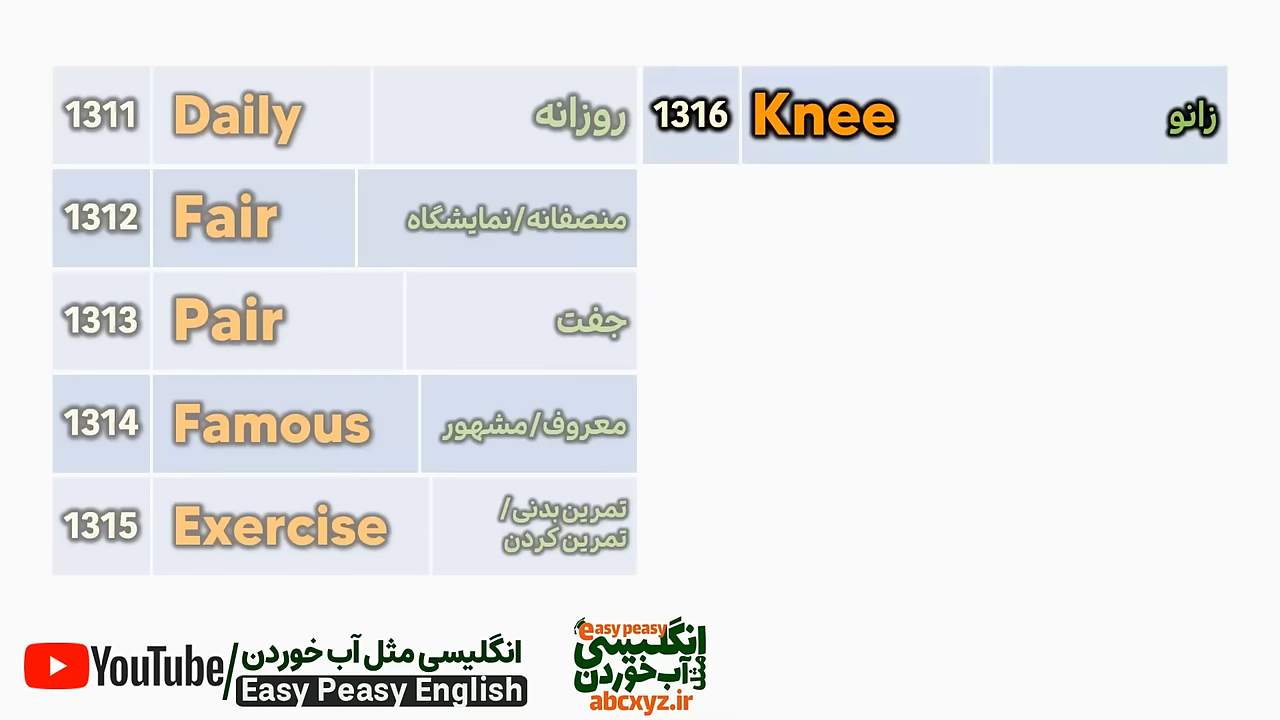 1311 Daily روزانه
1312 Fair منصفانه/نمایشگاه
1313 Pair جفت
1314 Famous معروف/مشهور
1315 Exercise تمرین‌بدنی/
تمرین‌کردن
1316 Knee زانو
YouTube/انگلیسی مثل آب خوردن
Easy Peasy English
easy peasy
انگلیسی
مثل آب خوردن
abcxyz.ir